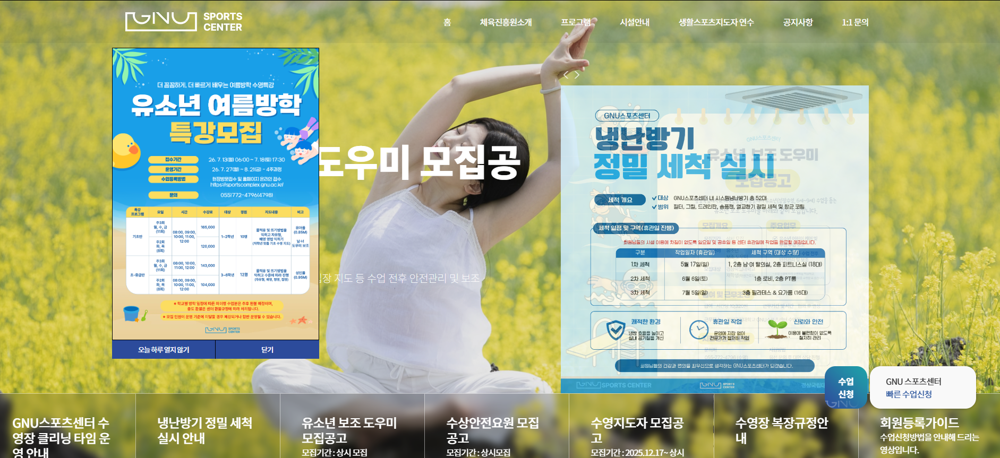 GNU SPORTS CENTER
홈
체육진흥원소개
프로그램
시설안내
생활스포츠지도자 연수
공지사항
1:1 문의
더 꼼꼼하게, 더 빠르게 배우는 여름방학 수영특강
유소년 여름방학
특강모집
접수기간 26. 7. 13(월) 06:00 ~ 7. 18(토) 17:30
운영기간 26. 7. 27(월) ~ 8. 21(금) - 4주과정
수업등록방법 현장방문접수 및 홈페이지 온라인 접수
https://sportscomplex.gnu.ac.kr/
문의 055)772-4796(4798)
특강 프로그램 요일 시간 수강료 대상 정원 지도내용 비고
기초반
주3회 월, 수, 금 (11회)
08:00, 09:00, 10:00, 11:00, 12:00
165,000
주2회 화, 목 (8회)
120,000
1~2학년
10명
물적응 및 뜨기방법을 익히고 자유형, 배영 영법 익히기
(저학년 맞춤 기초 수영 지도)
유아풀 (0.85M)
남·녀 도우미 보조
초~중급반
주3회 월, 수, 금 (11회)
08:00, 10:00, 11:00, 12:00
143,000
주2회 화, 목 (8회)
08:00, 09:00, 10:00, 11:00, 12:00
104,000
3~6학년
12명
물적응 및 뜨기방법을 익히고 수준에 따라 진행
(자유형, 배영, 평영, 접영)
성인풀 (0.95M)
* 학교별 방학 일정에 따른 미이행 수업분은 추후 환불 예정이며,
중도 환불은 센터 환불규정에 따라 처리됩니다.
* 모집 인원이 운영 기준에 미달할 경우 폐강되거나 합반 운영될 수 있습니다.
GNU SPORTS CENTER
오늘 하루 열지 않기
닫기
도우미 모집공
입장 지도 등 수업 전후 안전관리 및 보조
GNU스포츠센터
냉난방기
정밀 세척 실시
GNU스포츠센터
유소년 보조 도우미
모집공고
세척 개요
대상 GNU스포츠센터 내 시스템냉난방기 총 52대
범위 필터, 그릴, 드레인판, 송풍팬, 열교환기 정밀 세척 및 항균 코팅
모집개요
주요업무
세척 일정 및 구역(휴관일 진행)
회원님들의 시설 이용에 차질이 없도록 일요일 및 공휴일 등 센터 휴관일에 작업을 완료할 예정입니다.
구분 작업일자 (휴관일) 세척 구역 (대상 수량)
1차 세척 5월 17일(일) 1, 2층 남·여 탈의실, 2층 피트니스실 (18대)
2차 세척 6월 6일(토) 1층 로비, 2층 PT룸
3차 세척 7월 5일(일) 3층 필라테스 & 요가룸 (16대)
쾌적한 환경
냉방 효율을 높이고
실내 공기질을 개선
휴관일 작업
운영에 지장 없이
전문가가 철저히 작업
신뢰와 안전
이용에 불편함이 없도록
철저히 관리
회원님들의 건강과 편의를 최우선으로 생각하는 GNU스포츠센터가 되겠습니다.
GNU SPORTS CENTER
GNU SPORTS CENTER
수업
신청
GNU 스포츠센터
빠른 수업신청
GNU스포츠센터 수
영장 클리닝 타임 운
영 안내
냉난방기 정밀 세척
실시 안내
유소년 보조 도우미
모집공고
모집기간 : 상시 모집
수상안전요원 모집
공고
모집기간 : 상시모집
수영지도자 모집공
고
모집기간 : 2025.12.17~ 상시
수영장 복장규정안
내
회원등록가이드
수업신청방법을 안내해 드리는
영상입니다.